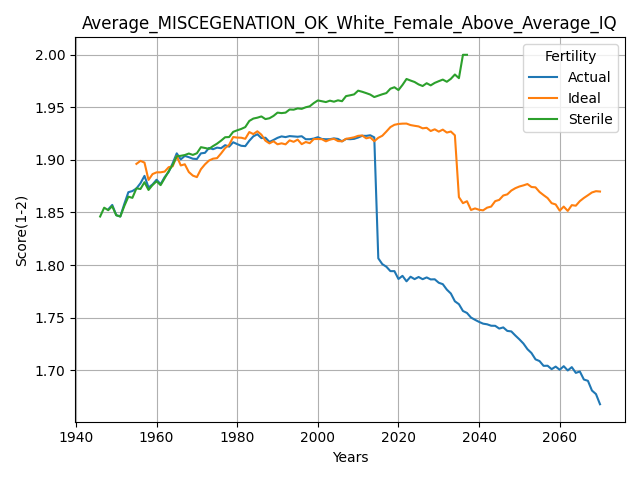 Average_MISCEGENATION_OK_White_Female_Above_Average_IQ
Fertility
Actual
Ideal
Sterile
Score(1-2)
2.00
1.95
1.90
1.85
1.80
1.75
1.70
1940 1960 1980 2000 2020 2040 2060
Years